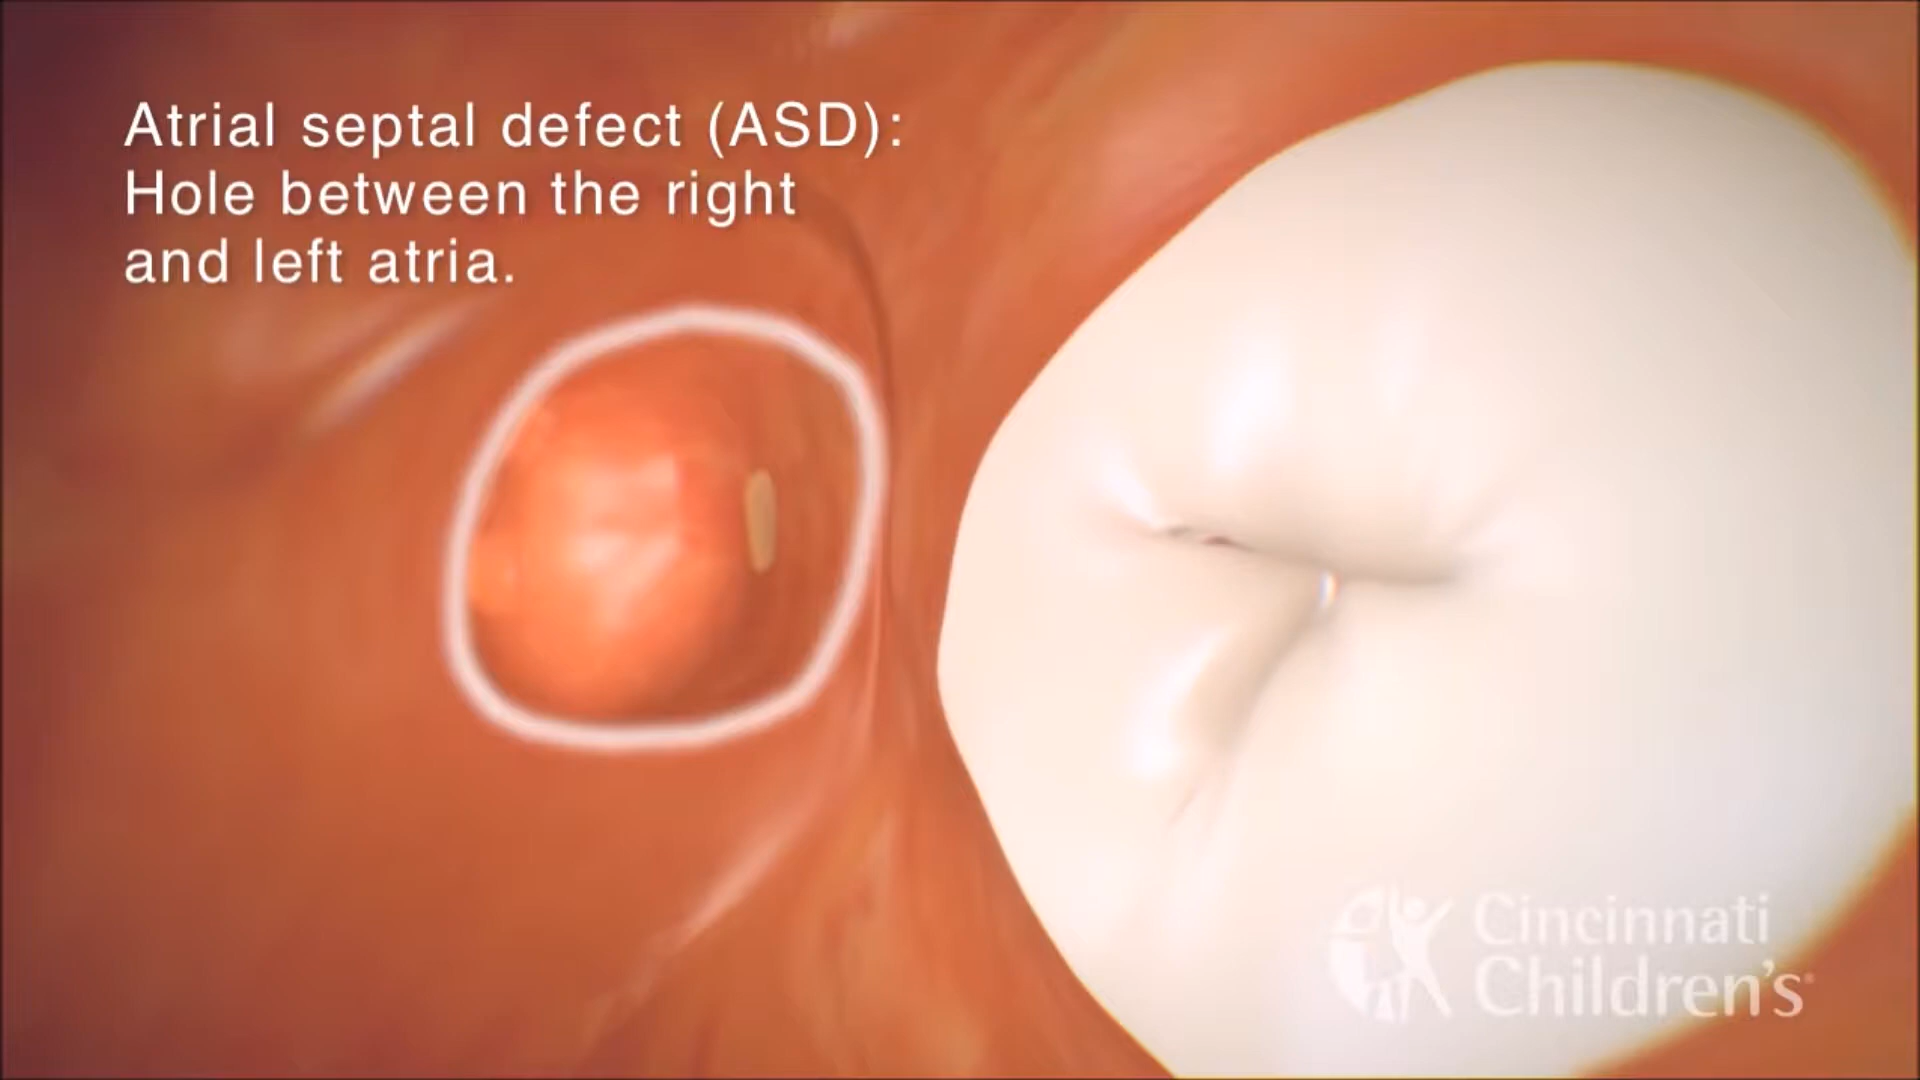 Atrial septal defect (ASD):
Hole between the right
and left atria.
Cincinnati
Children's